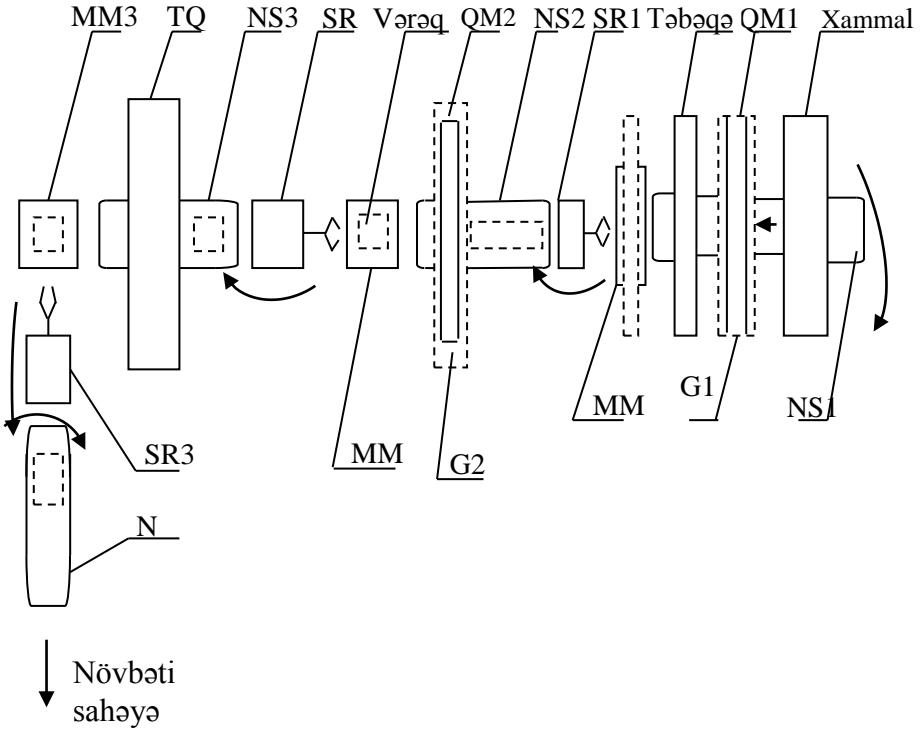 MM3 TQ NS3 SR Vərəq QM2 NS2 SR1 Təbəqə QM1 Xammal
G1
MM NS1
MM G2
SR3
N
Növbəti
sahəyə